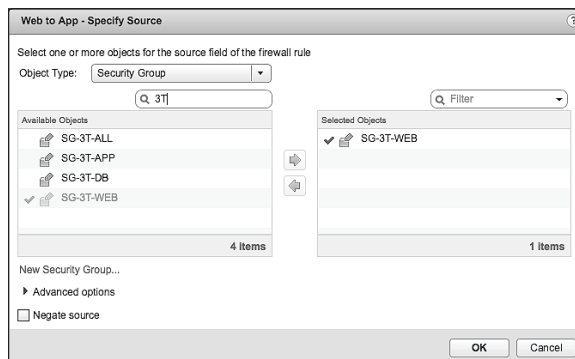 Web to App - Specify Source
?
Select one or more objects for the source field of the firewall rule
Object Type: Security Group
3T
Filter
Available Objects
SG-3T-ALL
SG-3T-APP
SG-3T-DB
SG-3T-WEB
4 items
Selected Objects
SG-3T-WEB
1 items
New Security Group...
Advanced options
Negate source
OK
Cancel